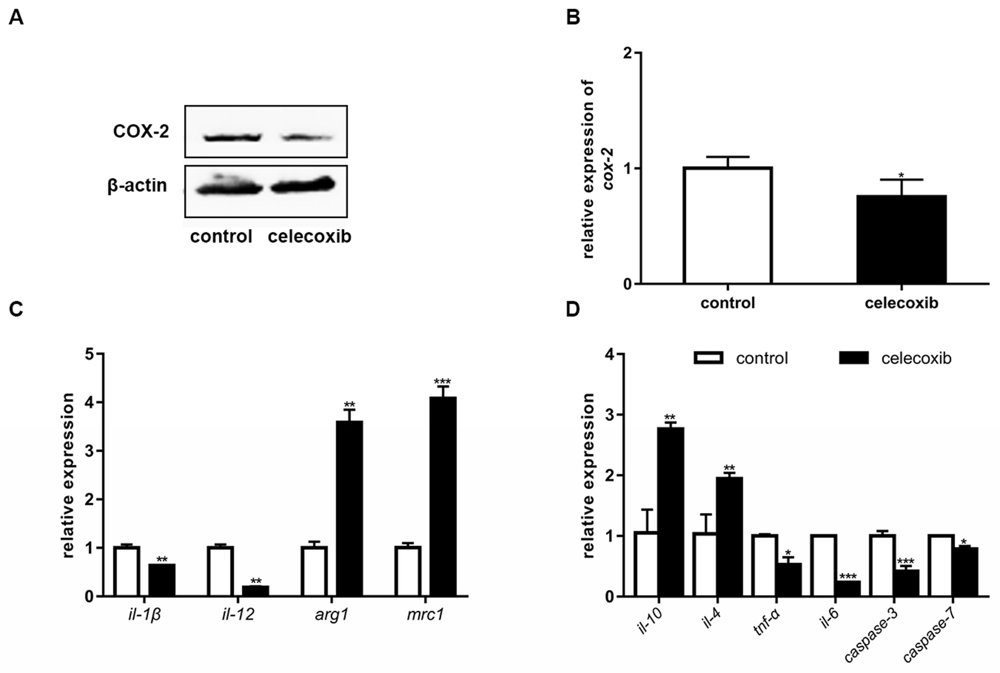 A
COX-2
β-actin
control celecoxib
B
relative expression of
cox-2
2
1
0
*
control celecoxib
C
relative expression
5
4
3
2
1
0
**
**
**
***
il-1β il-12 arg1 mrc1
D
control celecoxib
relative expression
4
3
2
1
0
**
**
*
***
***
*
il-10 il-4 tnf-α il-6 caspase-3 caspase-7